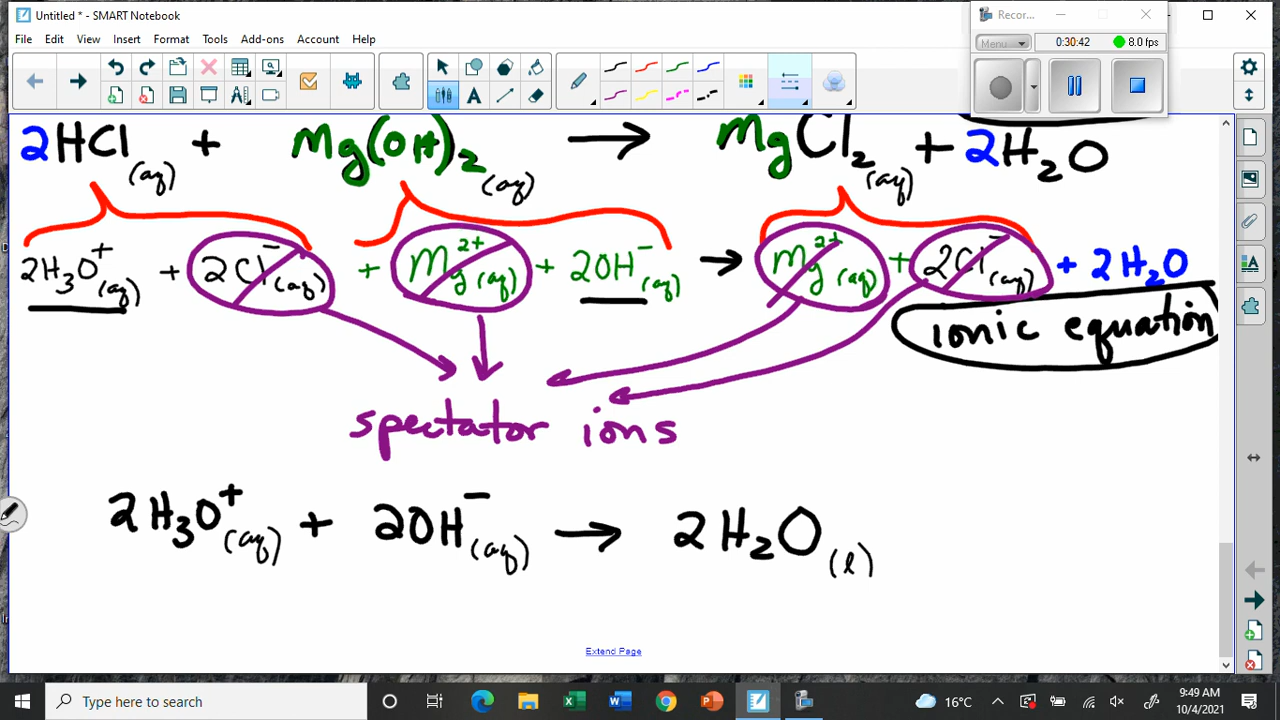 Untitled * - SMART Notebook
Recor...
File Edit View Insert Format Tools Add-ons Account Help
Menu 0:30:42 8.0 fps
2HCl(aq) + Mg(OH)2(aq) → MgCl2(aq) + 2H2O
2H3O+(aq) + 2Cl-(aq) + Mg2+(aq) + 2OH-(aq) → Mg2+(aq) + 2Cl-(aq) + 2H2O
ionic equation
spectator ions
2H3O+(aq) + 2OH-(aq) → 2H2O(l)
Extend Page
Type here to search
16°C
9:49 AM
10/4/2021